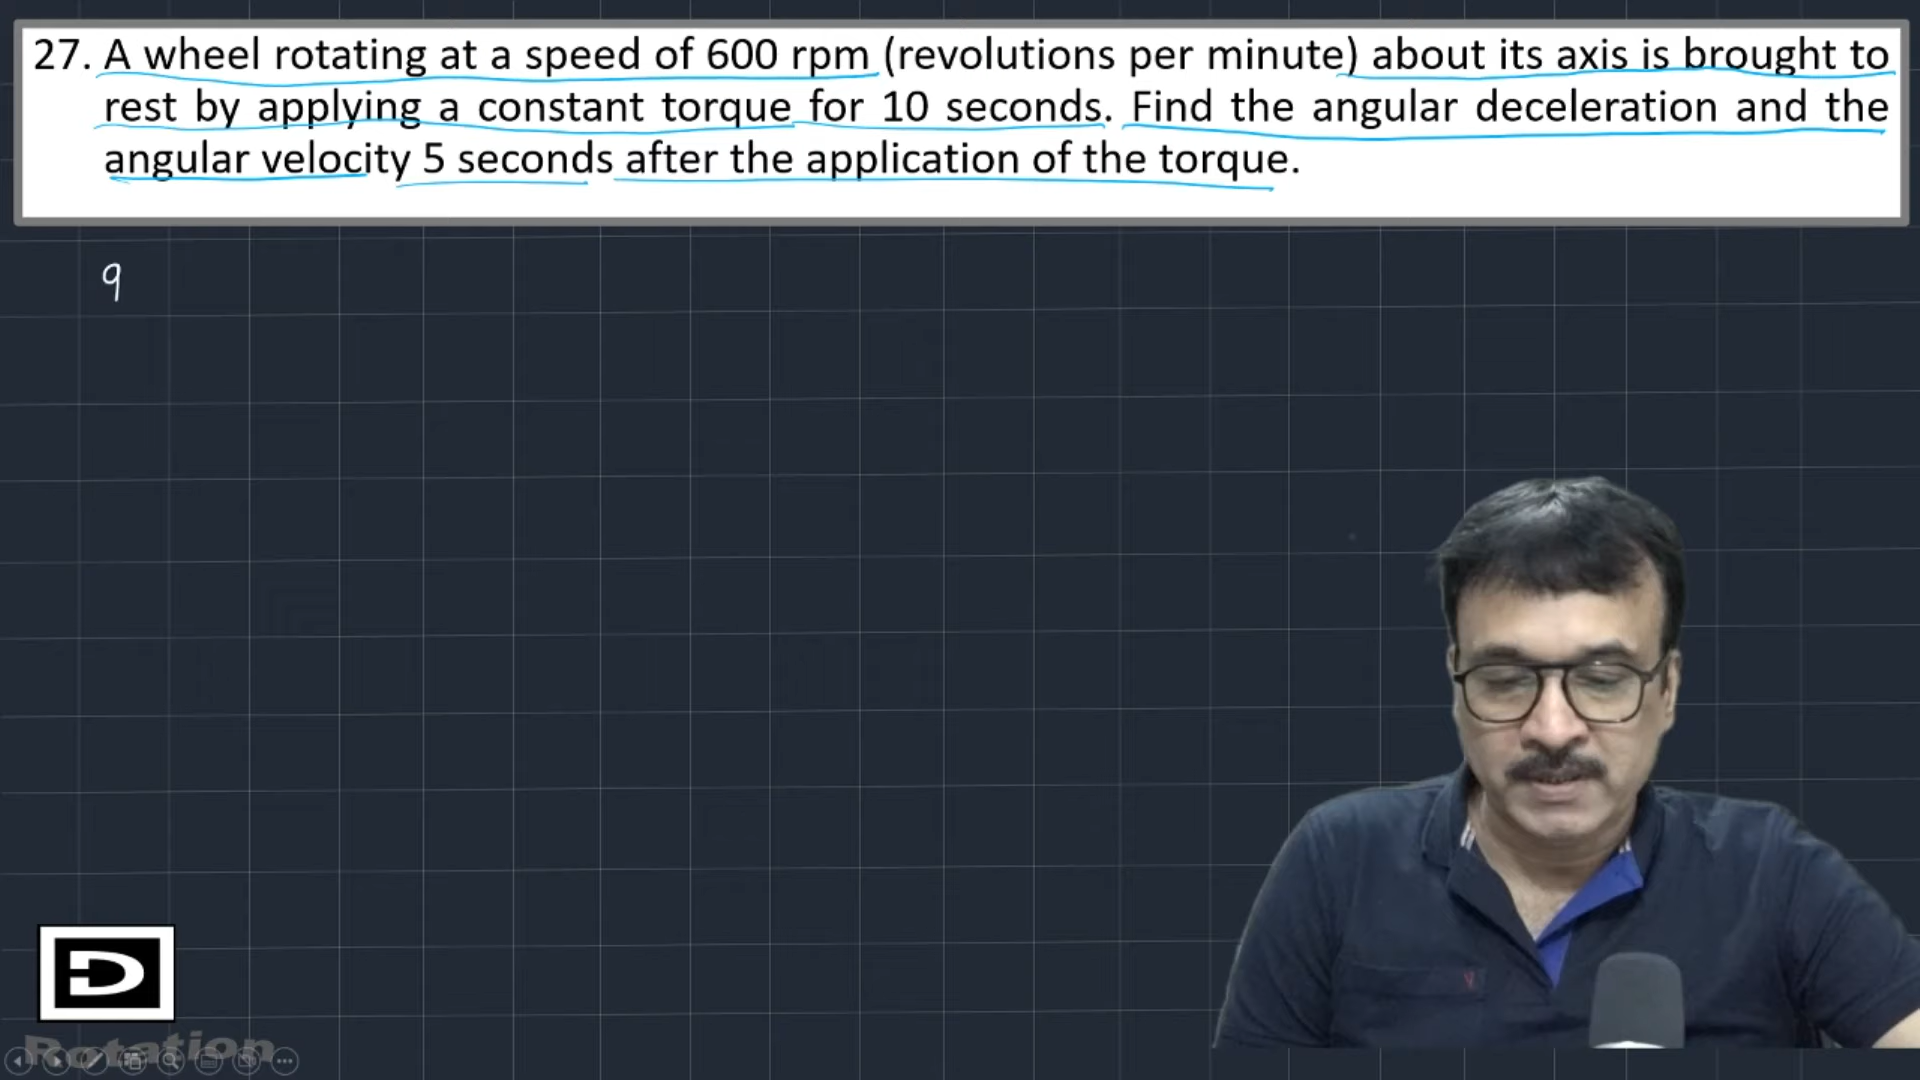 27. A wheel rotating at a speed of 600 rpm (revolutions per minute) about its axis is brought to
rest by applying a constant torque for 10 seconds. Find the angular deceleration and the
angular velocity 5 seconds after the application of the torque.
9
D
Rotation